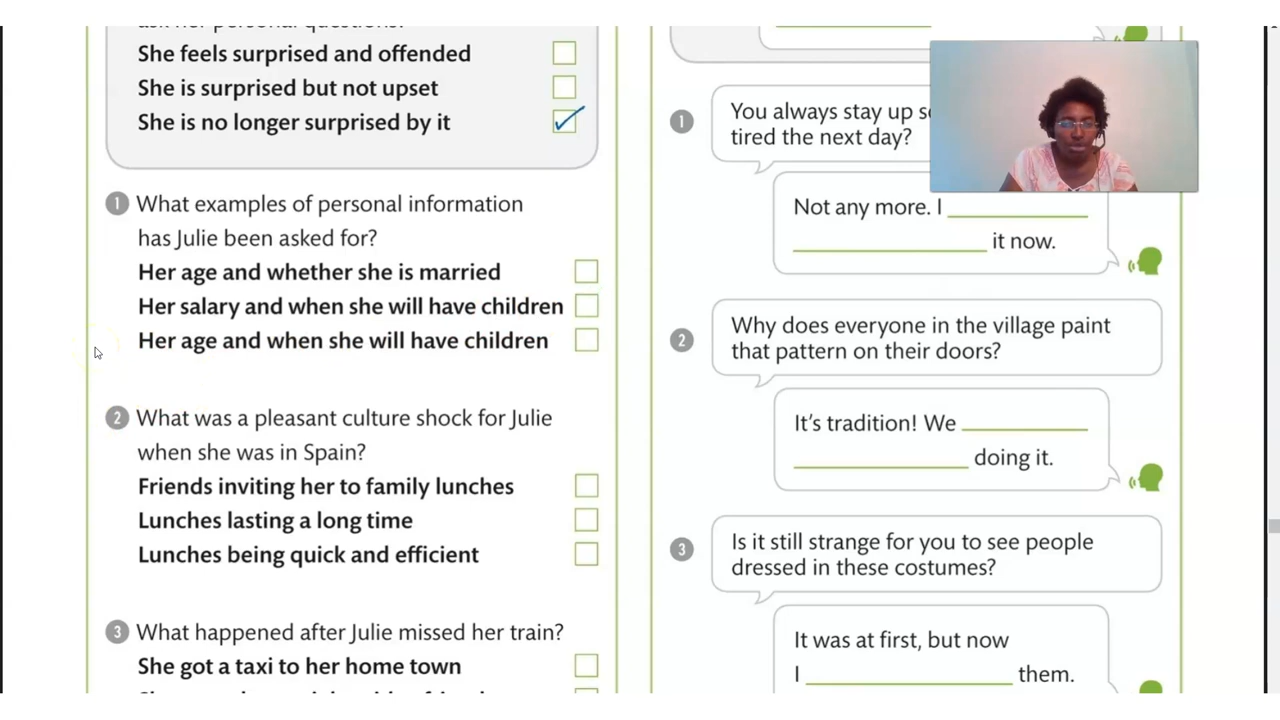 ask her personal questions?
She feels surprised and offended
She is surprised but not upset
She is no longer surprised by it
1 What examples of personal information
has Julie been asked for?
Her age and whether she is married
Her salary and when she will have children
Her age and when she will have children
2 What was a pleasant culture shock for Julie
when she was in Spain?
Friends inviting her to family lunches
Lunches lasting a long time
Lunches being quick and efficient
3 What happened after Julie missed her train?
She got a taxi to her home town
1 You always stay up
tired the next day?
Not any more. I
it now.
2 Why does everyone in the village paint
that pattern on their doors?
It's tradition! We
doing it.
3 Is it still strange for you to see people
dressed in these costumes?
It was at first, but now
I them.